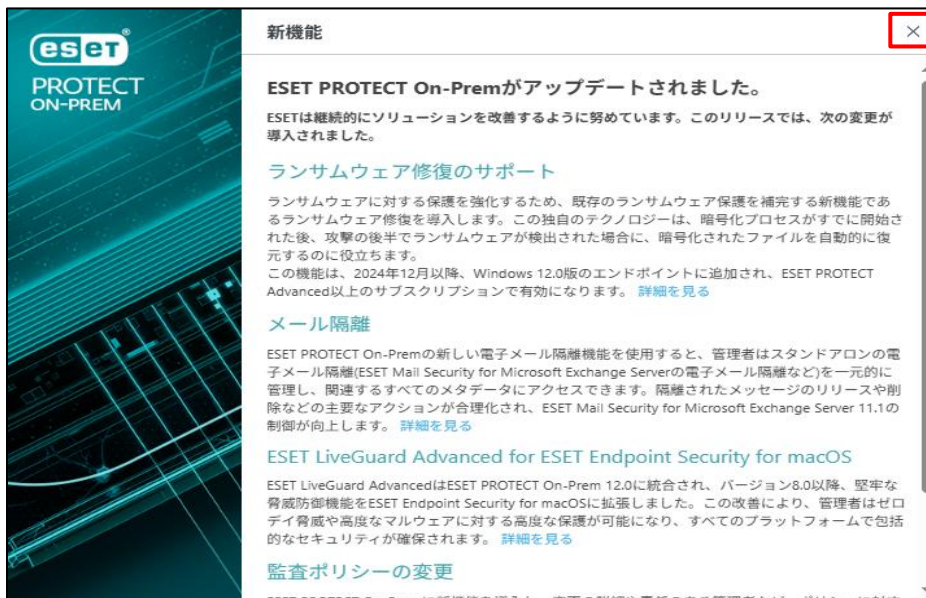 eset
PROTECT
ON-PREM
新機能
ESET PROTECT On-Premがアップデートされました。
ESETは継続的にソリューションを改善するように努めています。このリリースでは、次の変更が
導入されました。
ランサムウェア修復のサポート
ランサムウェアに対する保護を強化するため、既存のランサムウェア保護を補完する新機能であ
るランサムウェア修復を導入します。この独自のテクノロジーは、暗号化プロセスがすでに開始さ
れた後、攻撃の後半でランサムウェアが検出された場合に、暗号化されたファイルを自動的に復
元するのに役立ちます。
この機能は、2024年12月以降、Windows 12.0版のエンドポイントに追加され、ESET PROTECT
Advanced以上のサブスクリプションで有効になります。 詳細を見る
メール隔離
ESET PROTECT On-Premの新しい電子メール隔離機能を使用すると、管理者はスタンドアロンの電
子メール隔離(ESET Mail Security for Microsoft Exchange Serverの電子メール隔離など)を一元的に
管理し、関連するすべてのメタデータにアクセスできます。隔離されたメッセージのリリースや削
除などの主要なアクションが合理化され、ESET Mail Security for Microsoft Exchange Server 11.1の
制御が向上します。 詳細を見る
ESET LiveGuard Advanced for ESET Endpoint Security for macOS
ESET LiveGuard AdvancedはESET PROTECT On-Prem 12.0に統合され、バージョン8.0以降、堅牢な
脅威防御機能をESET Endpoint Security for macOSに拡張しました。この改善により、管理者はゼロ
デイ脅威や高度なマルウェアに対する高度な保護が可能になり、すべてのプラットフォームで包括
的なセキュリティが確保されます。 詳細を見る
監査ポリシーの変更